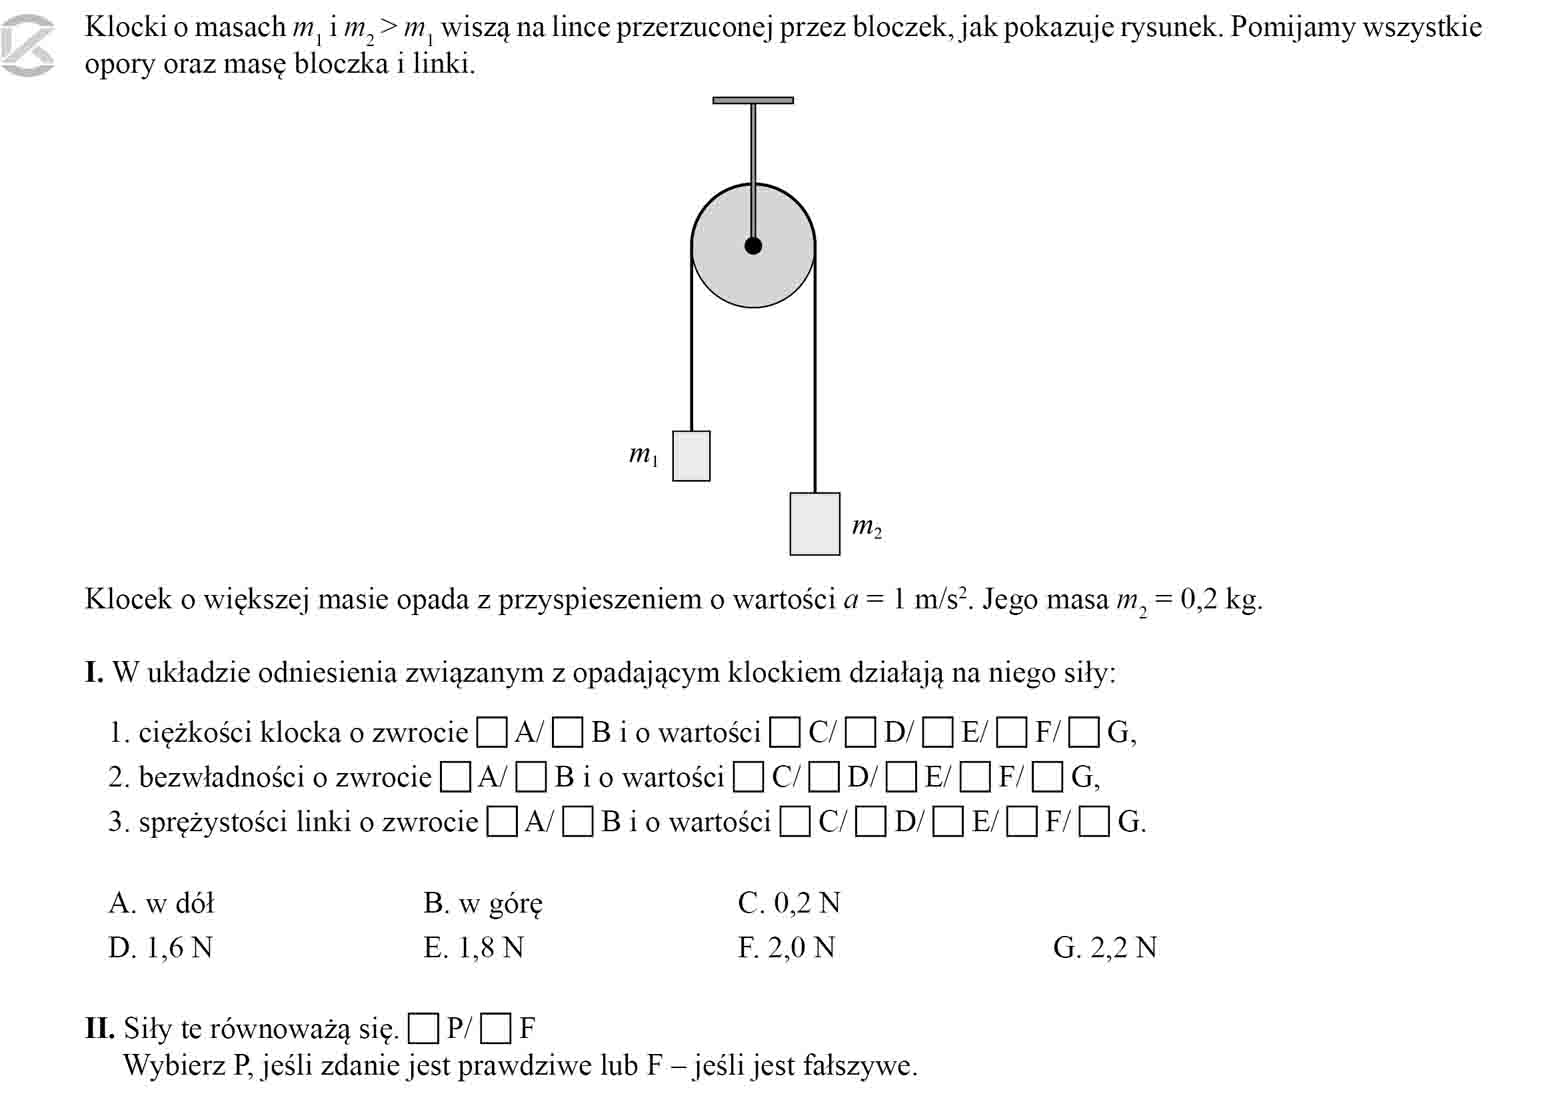 Klocki o masach m₁ i m₂ > m₁ wiszą na lince przerzuconej przez bloczek, jak pokazuje rysunek. Pomijamy wszystkie
opory oraz masę bloczka i linki.
m₁
m₂
Klocek o większej masie opada z przyspieszeniem o wartości a = 1 m/s². Jego masa m₂ = 0,2 kg.
I. W układzie odniesienia związanym z opadającym klockiem działają na niego siły:
1. ciężkości klocka o zwrocie □ A/ □ B i o wartości □ C/ □ D/ □ E/ □ F/ □ G,
2. bezwładności o zwrocie □ A/ □ B i o wartości □ C/ □ D/ □ E/ □ F/ □ G,
3. sprężystości linki o zwrocie □ A/ □ B i o wartości □ C/ □ D/ □ E/ □ F/ □ G.
A. w dół B. w górę C. 0,2 N
D. 1,6 N E. 1,8 N F. 2,0 N G. 2,2 N
II. Siły te równoważą się. □ P/ □ F
Wybierz P, jeśli zdanie jest prawdziwe lub F – jeśli jest fałszywe.